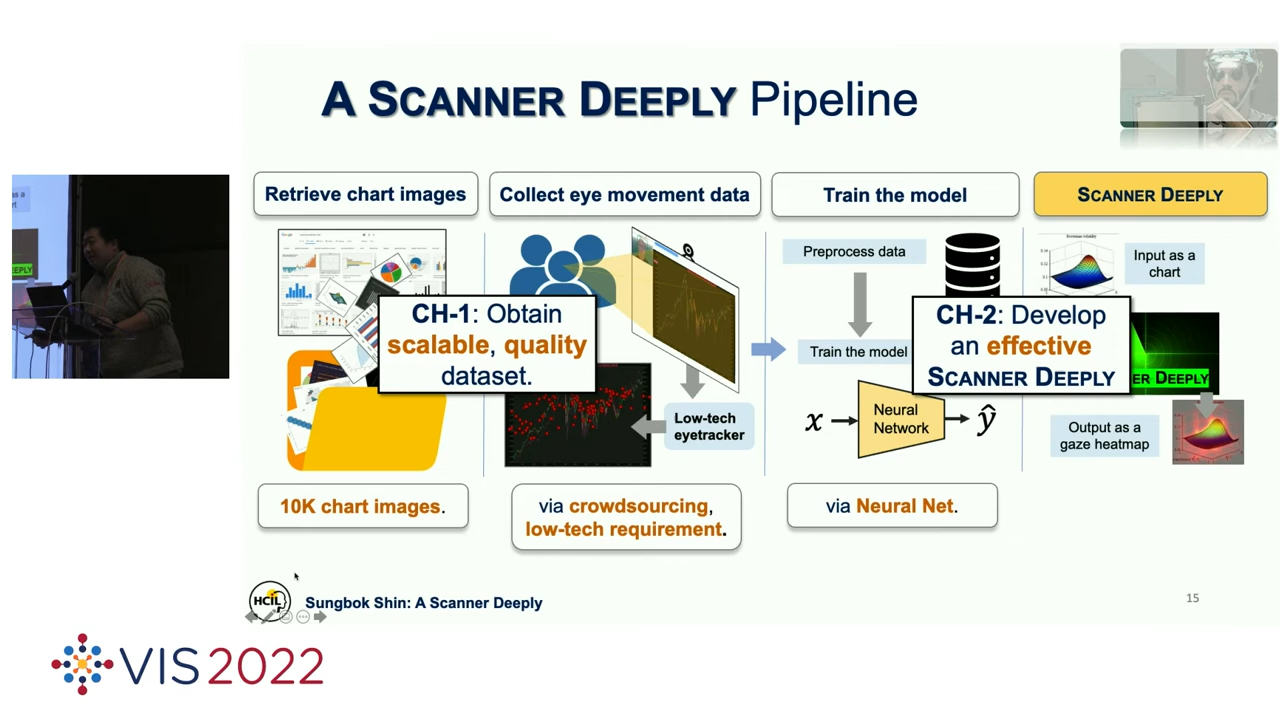 A SCANNER DEEPLY Pipeline
Retrieve chart images
Collect eye movement data
Train the model
SCANNER DEEPLY
Preprocess data
Input as a
chart
CH-1: Obtain
scalable, quality
dataset.
CH-2: Develop
an effective
SCANNER DEEPLY
Train the model
ER DEEPLY
Low-tech
eyetracker
x
Neural
Network
ŷ
Output as a
gaze heatmap
10K chart images.
via crowdsourcing,
low-tech requirement.
via Neural Net.
HCIL
Sungbok Shin: A Scanner Deeply
15
VIS2022